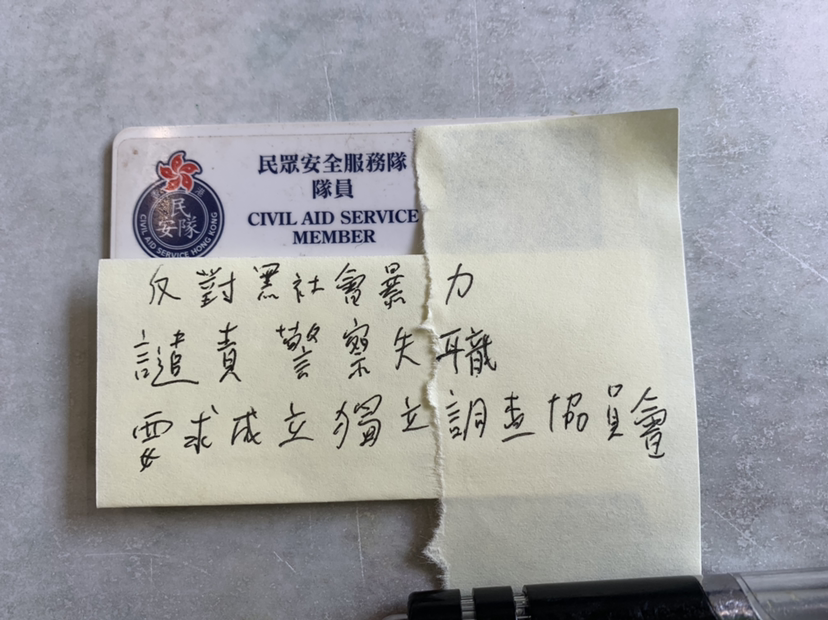 民眾安全服務隊
隊員
CIVIL AID SERVICE
MEMBER
民
安隊
CIVIL AID SERVICE HONG KONG
反對黑社會暴力
譴責警察失職
要求成立獨立調查協員會